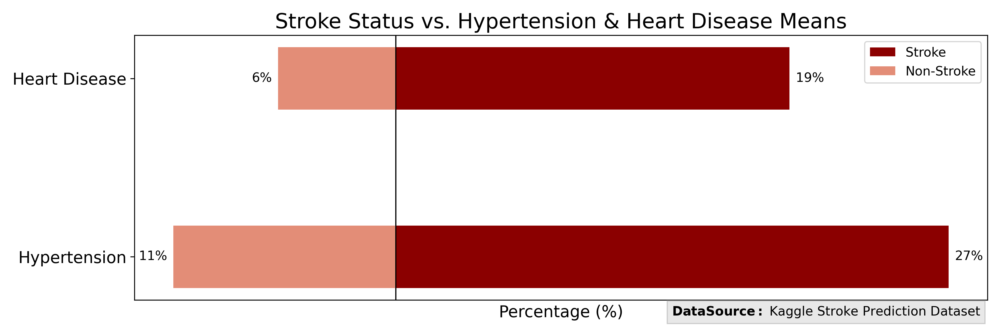 Stroke Status vs. Hypertension & Heart Disease Means
Stroke
Non-Stroke
Heart Disease
6%
19%
Hypertension
11%
27%
Percentage (%)
DataSource: Kaggle Stroke Prediction Dataset